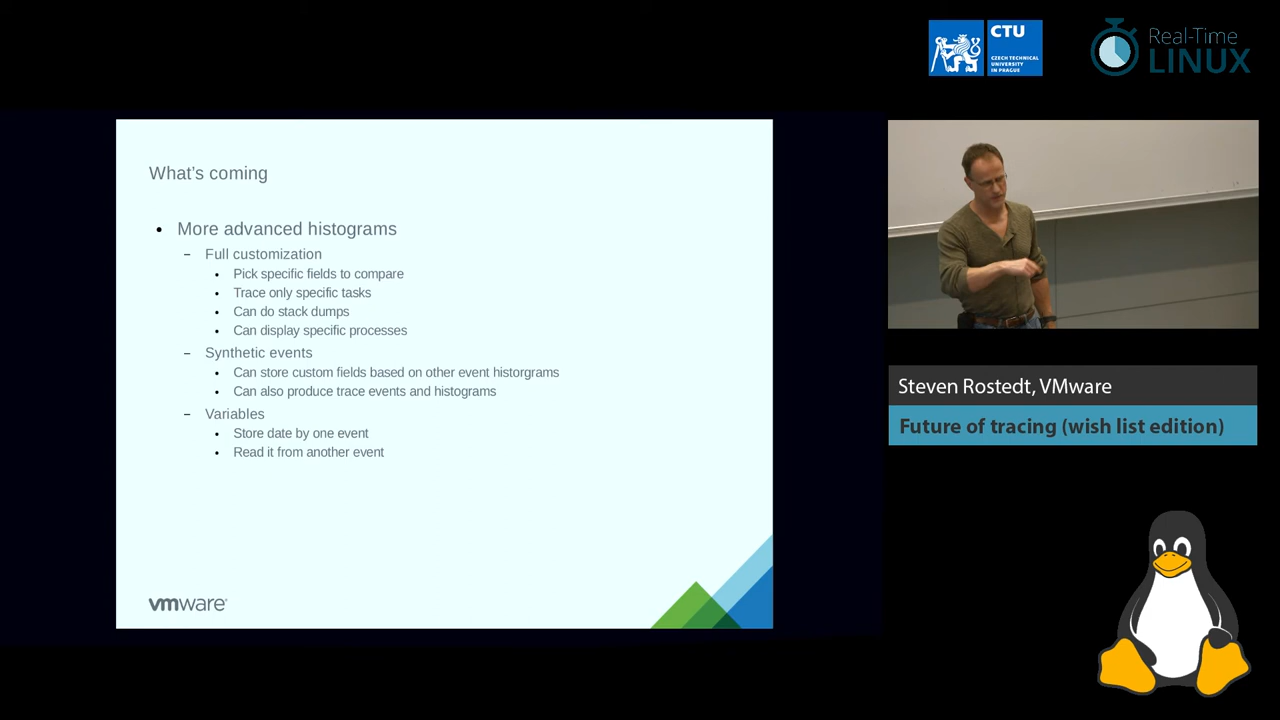 CTU
CZECH TECHNICAL
UNIVERSITY
IN PRAGUE
Real-Time
LINUX
What's coming
• More advanced histograms
– Full customization
• Pick specific fields to compare
• Trace only specific tasks
• Can do stack dumps
• Can display specific processes
– Synthetic events
• Can store custom fields based on other event historgrams
• Can also produce trace events and histograms
– Variables
• Store date by one event
• Read it from another event
vmware®
Steven Rostedt, VMware
Future of tracing (wish list edition)